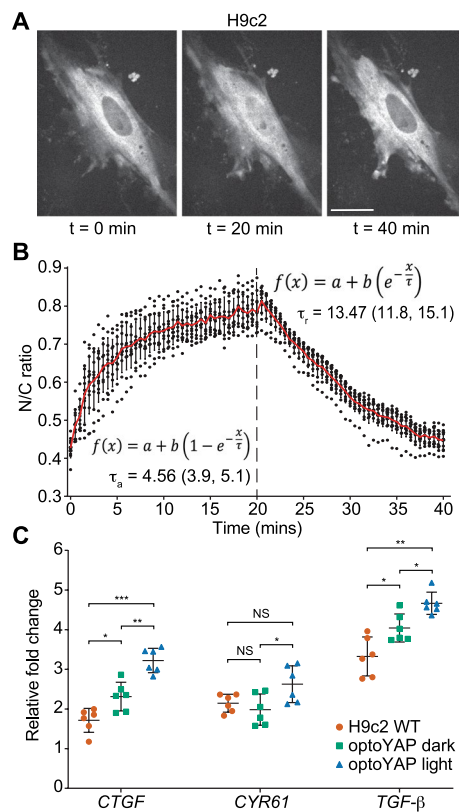 A
H9c2
t = 0 min
t = 20 min
t = 40 min
B
f(x) = a + b (e^{-x/τ})
τr = 13.47 (11.8, 15.1)
f(x) = a + b (1 − e^{-x/τ})
τa = 4.56 (3.9, 5.1)
N/C ratio
0.9
0.8
0.7
0.6
0.5
0.4
0.3
0 5 10 15 20 25 30 35 40
Time (mins)
C
Relative fold change
6
5
4
3
2
1
0
***
*
**
NS
NS
*
**
*
*
H9c2 WT
optoYAP dark
optoYAP light
CTGF CYR61 TGF-β